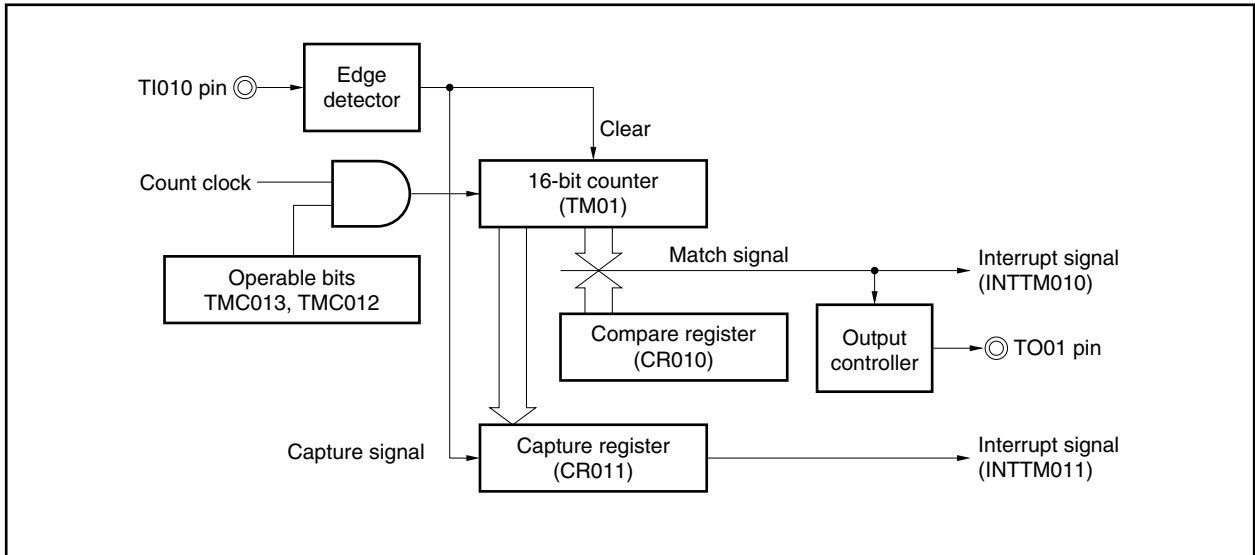 TI010 pin
Edge
detector
Clear
Count clock
16-bit counter
(TM01)
Operable bits
TMC013, TMC012
Match signal
Interrupt signal
(INTTM010)
Compare register
(CR010)
Output
controller
TO01 pin
Capture signal
Capture register
(CR011)
Interrupt signal
(INTTM011)